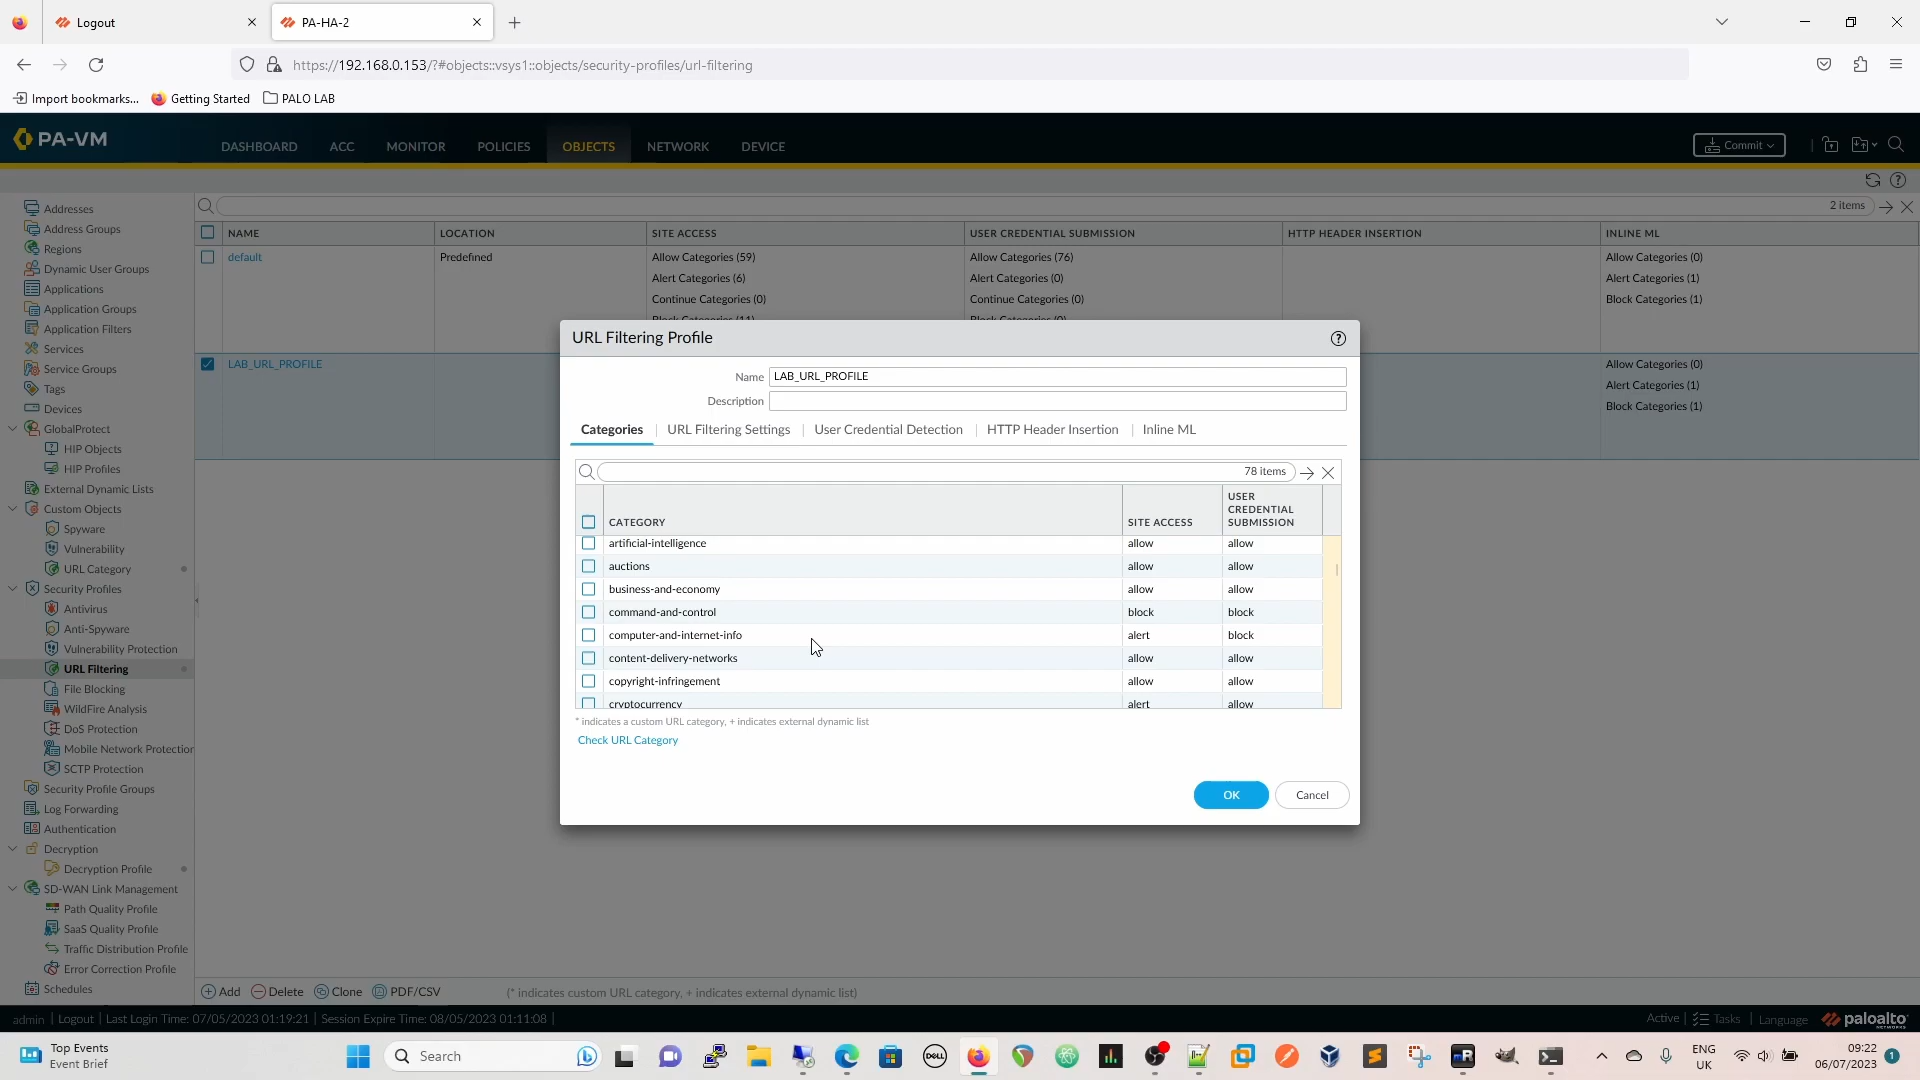 Logout
PA-HA-2
https://192.168.0.153/?#objects::vsys1::objects/security-profiles/url-filtering
Import bookmarks...
Getting Started
PALO LAB
PA-VM
DASHBOARD
ACC
MONITOR
POLICIES
OBJECTS
NETWORK
DEVICE
Commit
2 items
Addresses
Address Groups
Regions
Dynamic User Groups
Applications
Application Groups
Application Filters
Services
Service Groups
Tags
Devices
GlobalProtect
HIP Objects
HIP Profiles
External Dynamic Lists
Custom Objects
Spyware
Vulnerability
URL Category
Security Profiles
Antivirus
Anti-Spyware
Vulnerability Protection
URL Filtering
File Blocking
WildFire Analysis
DoS Protection
Mobile Network Protection
SCTP Protection
Security Profile Groups
Log Forwarding
Authentication
Decryption
Decryption Profile
SD-WAN Link Management
Path Quality Profile
SaaS Quality Profile
Traffic Distribution Profile
Error Correction Profile
Schedules
NAME LOCATION SITE ACCESS USER CREDENTIAL SUBMISSION HTTP HEADER INSERTION INLINE ML
default Predefined Allow Categories (59) Allow Categories (76) Allow Categories (0)
Alert Categories (6) Alert Categories (0) Alert Categories (1)
Continue Categories (0) Continue Categories (0) Block Categories (1)
Block Categories (11) Block Categories (0)
LAB_URL_PROFILE Allow Categories (0)
Alert Categories (1)
Block Categories (1)
URL Filtering Profile
Name LAB_URL_PROFILE
Description
Categories | URL Filtering Settings | User Credential Detection | HTTP Header Insertion | Inline ML
78 items
CATEGORY SITE ACCESS USER CREDENTIAL SUBMISSION
artificial-intelligence allow allow
auctions allow allow
business-and-economy allow allow
command-and-control block block
computer-and-internet-info alert block
content-delivery-networks allow allow
copyright-infringement allow allow
cryptocurrency alert allow
* indicates a custom URL category, + indicates external dynamic list
Check URL Category
OK
Cancel
Add
Delete
Clone
PDF/CSV
(* indicates custom URL category, + indicates external dynamic list)
admin | Logout | Last Login Time: 07/05/2023 01:19:21 | Session Expire Time: 08/05/2023 01:11:08 |
Active | Tasks | Language
paloalto
NETWORKS
Top Events
Event Brief
Search
DELL
ENG
UK
09:22
06/07/2023
1